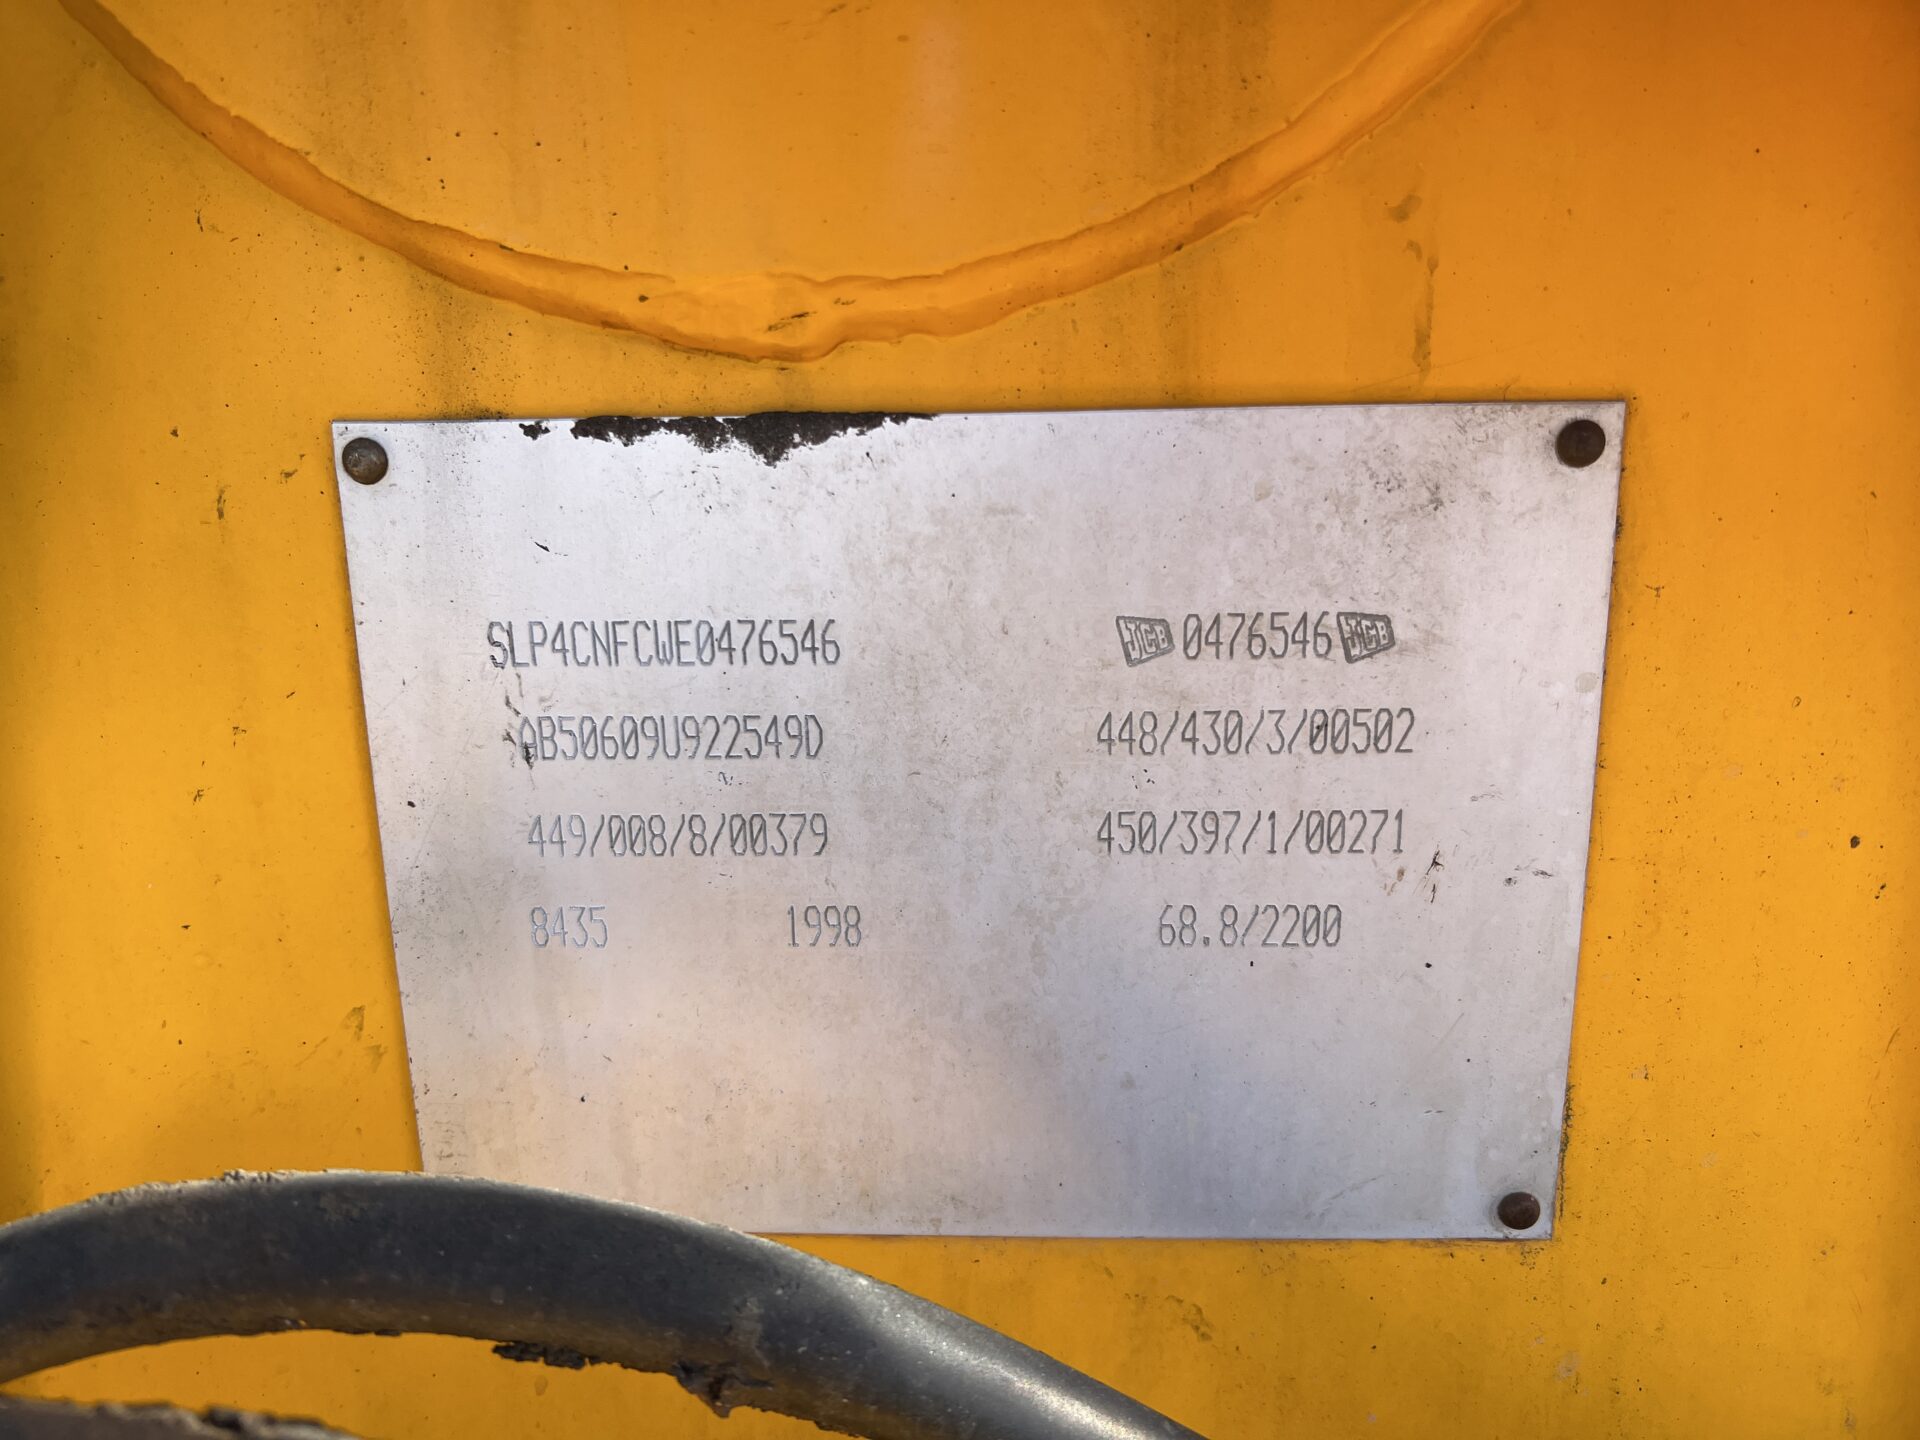 SLP4CNFCWE0476546 JCB 0476546 JCB
AB50609U922549D 448/430/3/00502
449/008/8/00379 450/397/1/00271
8435 1998 68.8/2200